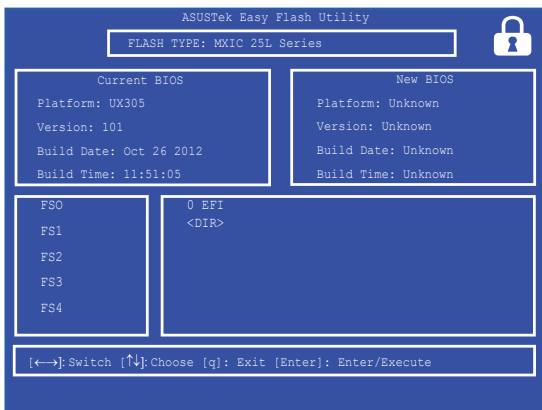 ASUSTek Easy Flash Utility
FLASH TYPE: MXIC 25L Series
Current BIOS
Platform: UX305
Version: 101
Build Date: Oct 26 2012
Build Time: 11:51:05
New BIOS
Platform: Unknown
Version: Unknown
Build Date: Unknown
Build Time: Unknown
FSO
FS1
FS2
FS3
FS4
0 EFI
<DIR>
[←→]: Switch [↑↓]: Choose [q]: Exit [Enter]: Enter/Execute